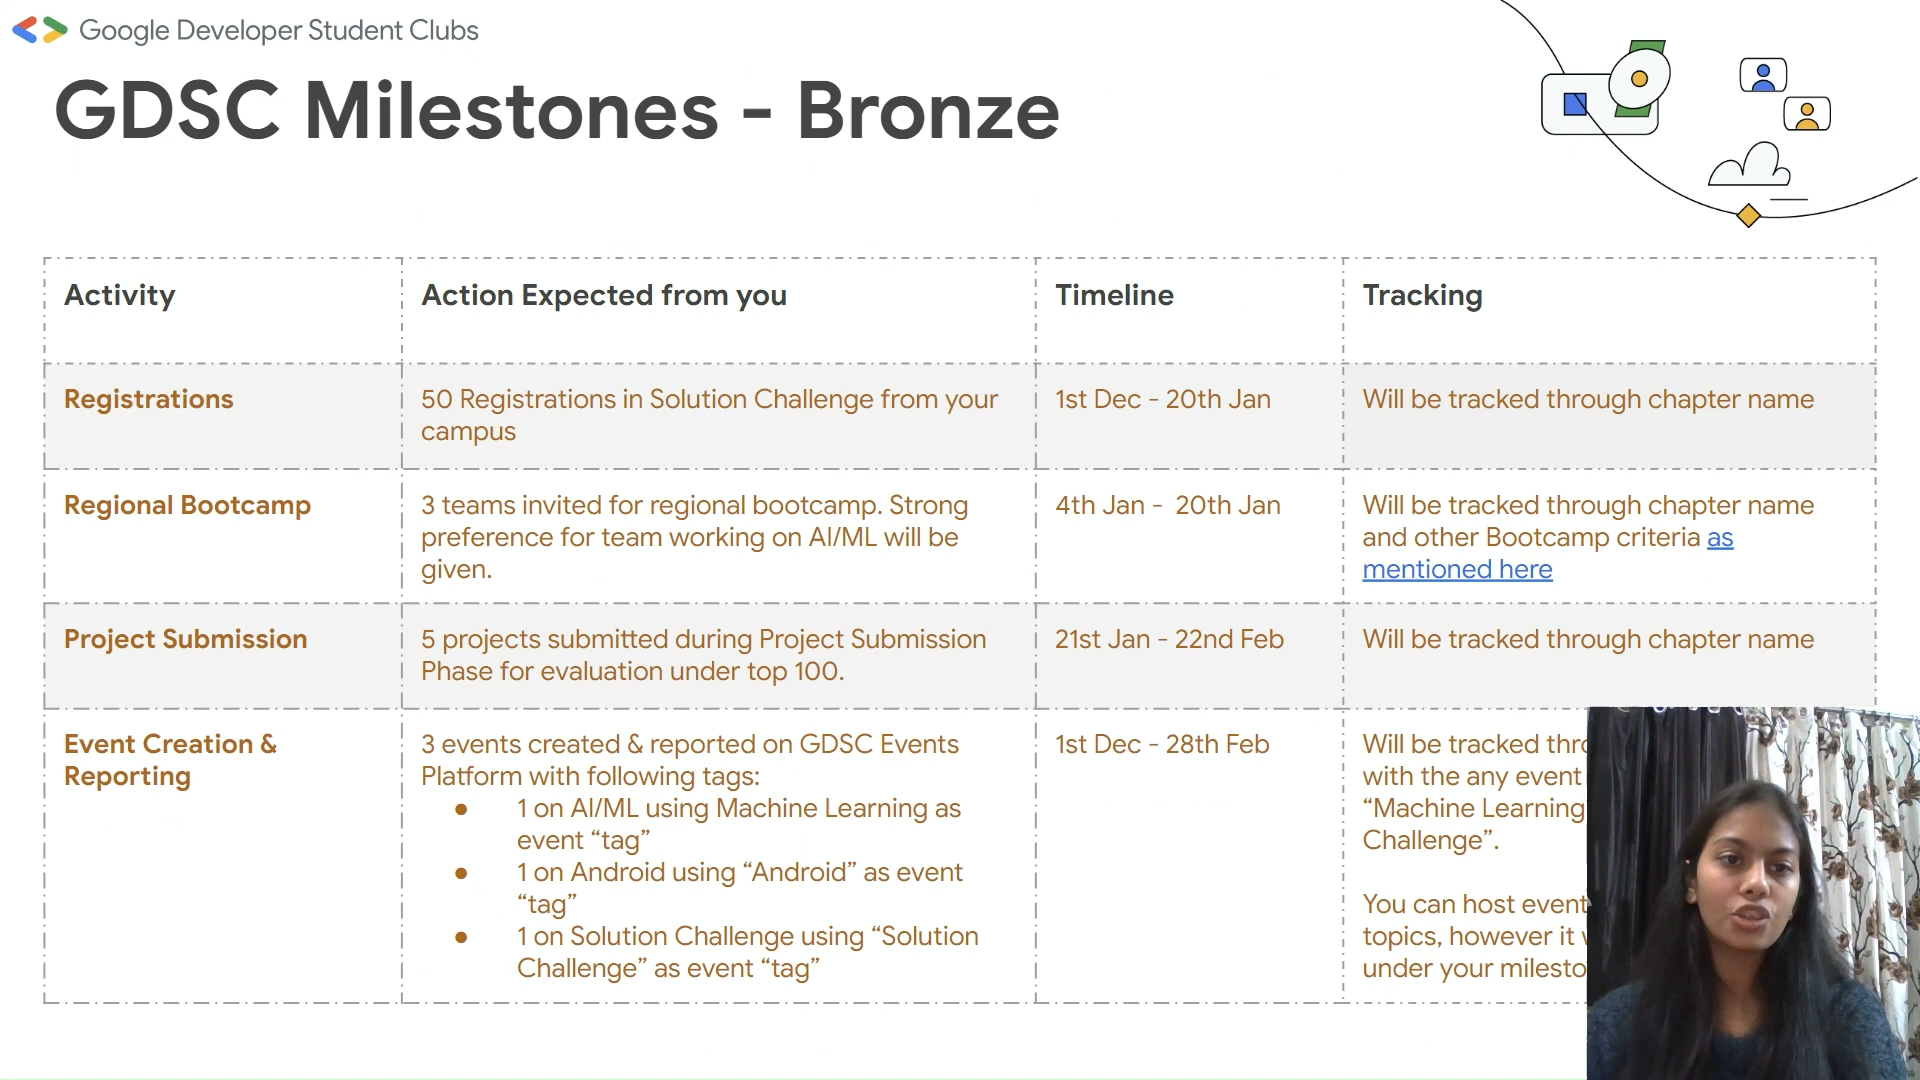 Google Developer Student Clubs
GDSC Milestones - Bronze
Activity
Action Expected from you
Timeline
Tracking
Registrations
50 Registrations in Solution Challenge from your
campus
1st Dec - 20th Jan
Will be tracked through chapter name
Regional Bootcamp
3 teams invited for regional bootcamp. Strong
preference for team working on AI/ML will be
given.
4th Jan - 20th Jan
Will be tracked through chapter name
and other Bootcamp criteria as
mentioned here
Project Submission
5 projects submitted during Project Submission
Phase for evaluation under top 100.
21st Jan - 22nd Feb
Will be tracked through chapter name
Event Creation &
Reporting
3 events created & reported on GDSC Events
Platform with following tags:
● 1 on AI/ML using Machine Learning as
event “tag”
● 1 on Android using “Android” as event
“tag”
● 1 on Solution Challenge using “Solution
Challenge” as event “tag”
1st Dec - 28th Feb
Will be tracked
with the any event
“Machine Learning
Challenge”.
You can host event
topics, however it
under your